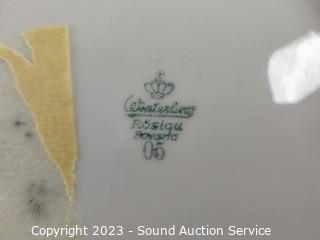 Winterling
Röslau
Bavaria
05
Copyright 2023 - Sound Auction Service